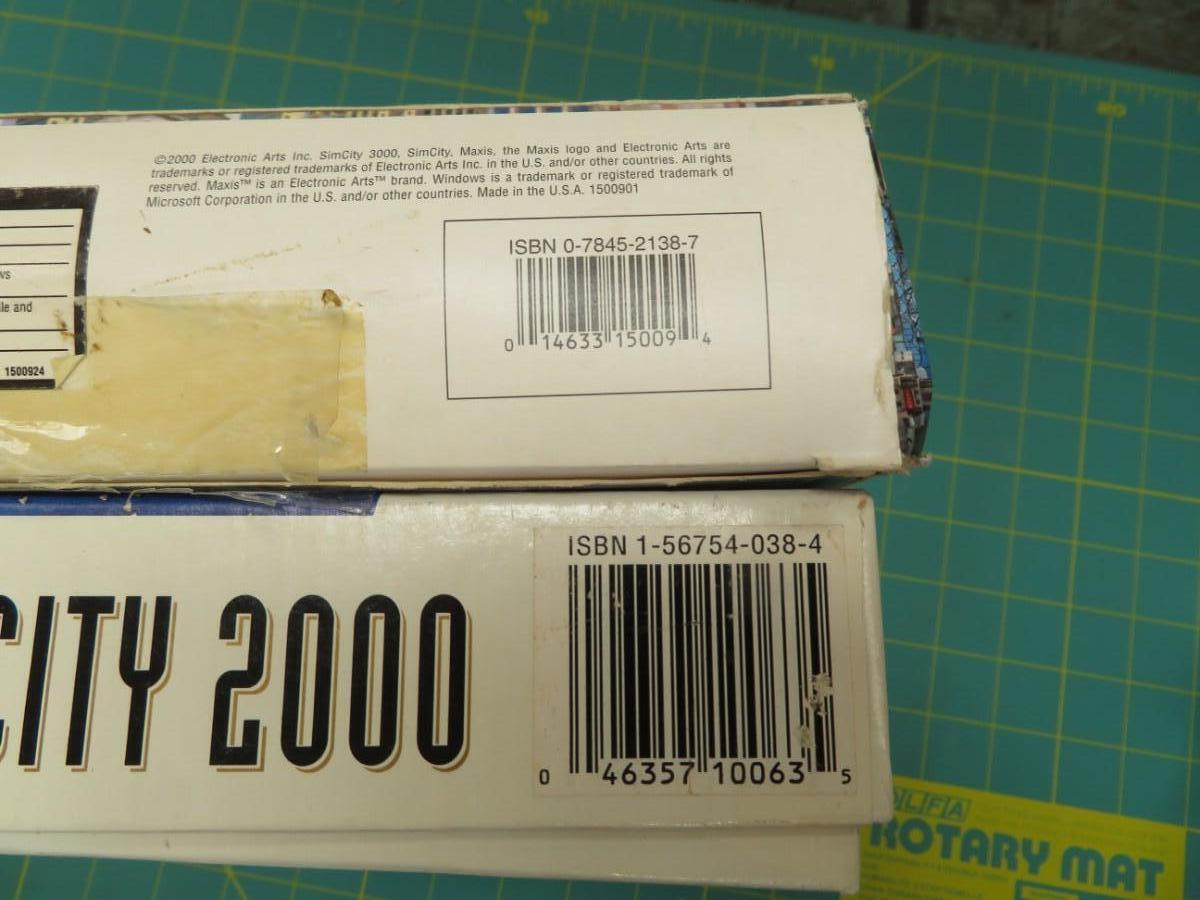 ©2000 Electronic Arts Inc. SimCity 3000, SimCity, Maxis, the Maxis logo and Electronic Arts are
trademarks or registered trademarks of Electronic Arts Inc. in the U.S. and/or other countries. All rights
reserved. Maxis™ is an Electronic Arts™ brand. Windows is a trademark or registered trademark of
Microsoft Corporation in the U.S. and/or other countries. Made in the U.S.A. 1500901
ISBN 0-7845-2138-7
0 14633 15009 4
and
1500924
ISBN 1-56754-038-4
CITY 2000
0 46357 10063 5
OLFA
ROTARY MAT